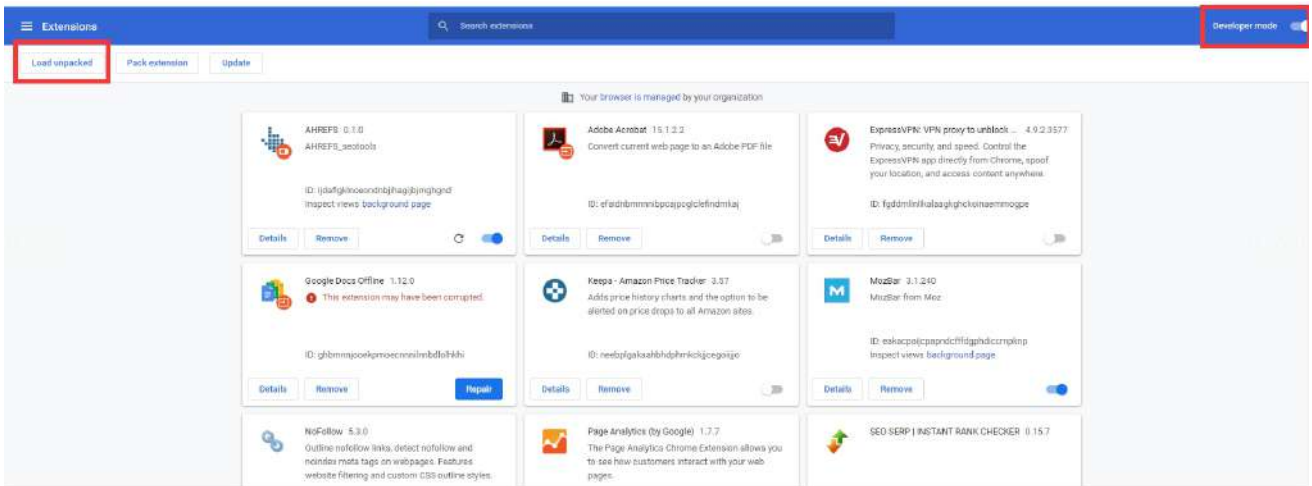 Extensions
Search extensions
Developer mode
Load unpacked
Pack extension
Update
Your browser is managed by your organization
AHREFS 0.1.0
AHREFS_seotools
Inspect views background page
Details
Remove
Adobe Acrobat 15.1.2.2
Convert current web page to an Adobe PDF file
Details
Remove
ExpressVPN: VPN proxy to unblock ... 4.9.2.3577
Privacy, security, and speed. Control the
ExpressVPN app directly from Chrome, spoof
your location, and access content anywhere.
Details
Remove
Google Docs Offline 1.12.0
This extension may have been corrupted.
Details
Remove
Repair
Keepa - Amazon Price Tracker 3.57
Adds price history charts and the option to be
alerted on price drops to all Amazon sites.
Details
Remove
MozBar 3.1.240
MozBar from Moz
Inspect views background page
Details
Remove
NoFollow 5.3.0
Outline nofollow links, detect nofollow and
noindex meta tags on webpages. Features
website filtering and custom CSS outline styles.
Page Analytics (by Google) 1.7.7
The Page Analytics Chrome Extension allows you
to see how customers interact with your web
pages.
SEO SERP | INSTANT RANK CHECKER 0.15.7